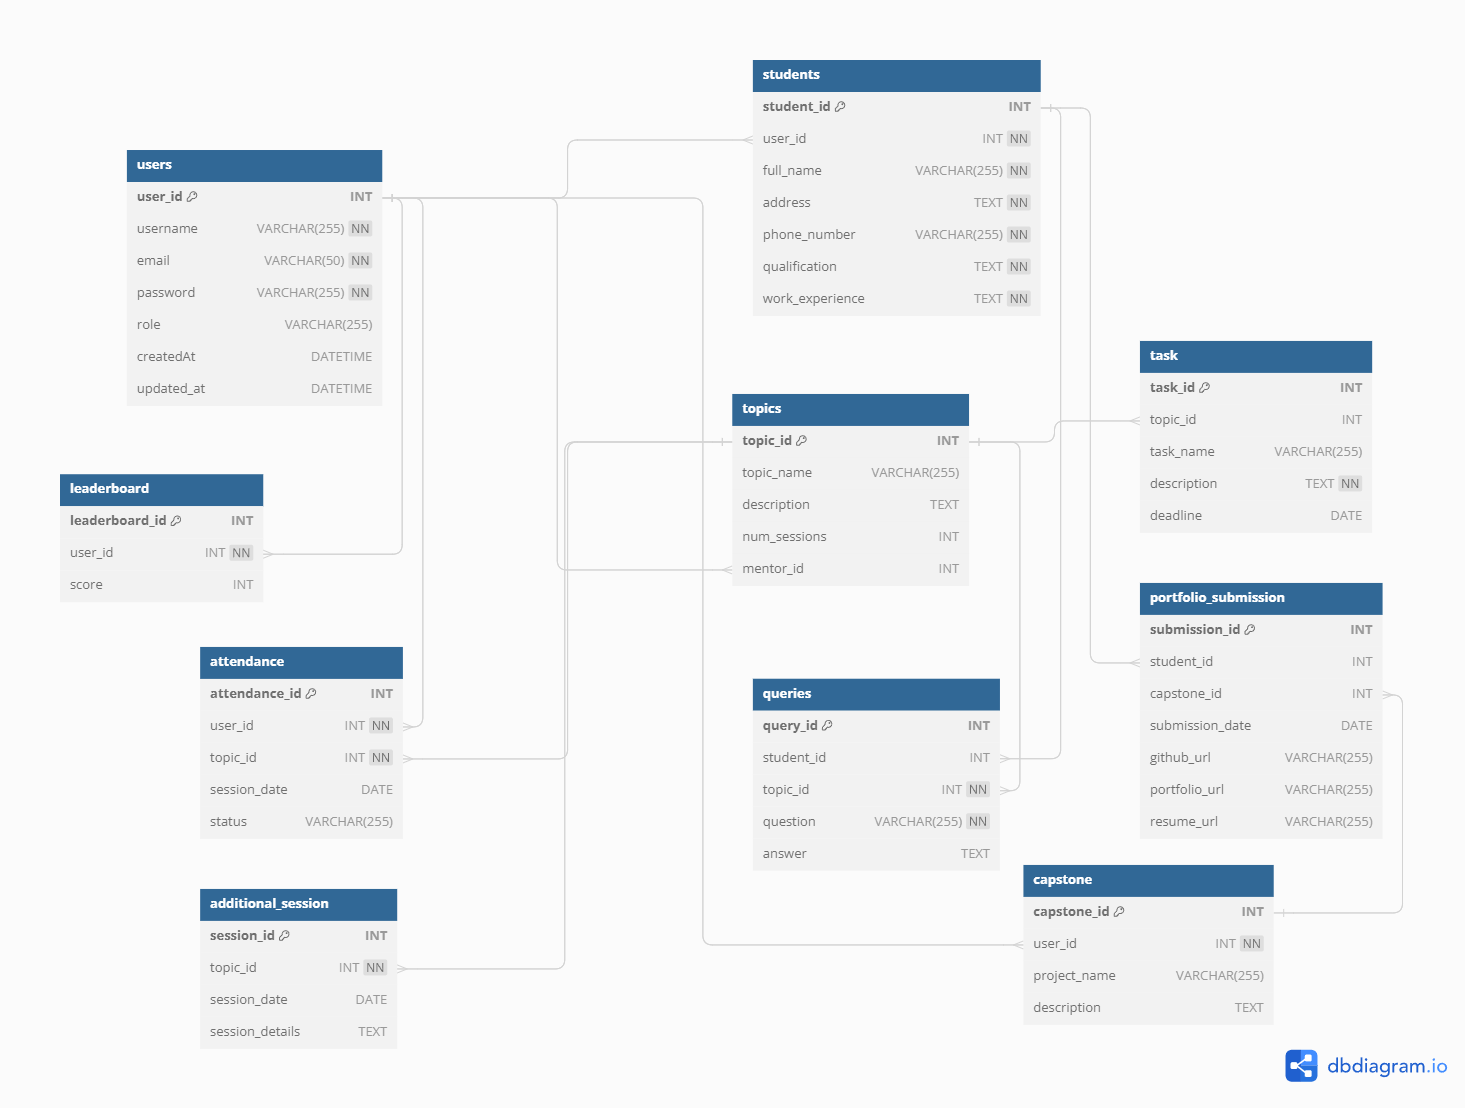 students
student_id INT
user_id INT NN
full_name VARCHAR(255) NN
address TEXT NN
phone_number VARCHAR(255) NN
qualification TEXT NN
work_experience TEXT NN
users
user_id INT
username VARCHAR(255) NN
email VARCHAR(50) NN
password VARCHAR(255) NN
role VARCHAR(255)
createdAt DATETIME
updated_at DATETIME
task
task_id INT
topic_id INT
task_name VARCHAR(255)
description TEXT NN
deadline DATE
topics
topic_id INT
topic_name VARCHAR(255)
description TEXT
num_sessions INT
mentor_id INT
leaderboard
leaderboard_id INT
user_id INT NN
score INT
portfolio_submission
submission_id INT
student_id INT
capstone_id INT
submission_date DATE
github_url VARCHAR(255)
portfolio_url VARCHAR(255)
resume_url VARCHAR(255)
attendance
attendance_id INT
user_id INT NN
topic_id INT NN
session_date DATE
status VARCHAR(255)
queries
query_id INT
student_id INT
topic_id INT NN
question VARCHAR(255) NN
answer TEXT
capstone
capstone_id INT
user_id INT NN
project_name VARCHAR(255)
description TEXT
additional_session
session_id INT
topic_id INT NN
session_date DATE
session_details TEXT
dbdiagram.io